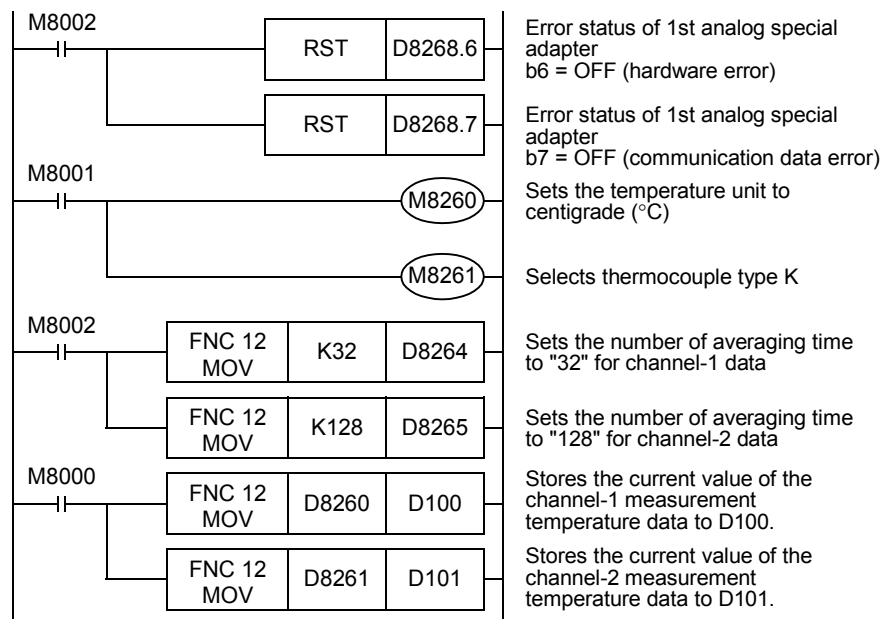 M8002
RST D8268.6
Error status of 1st analog special
adapter
b6 = OFF (hardware error)
RST D8268.7
Error status of 1st analog special
adapter
b7 = OFF (communication data error)
M8001
M8260
Sets the temperature unit to
centigrade (°C)
M8261
Selects thermocouple type K
M8002
FNC 12
MOV
K32 D8264
Sets the number of averaging time
to "32" for channel-1 data
FNC 12
MOV
K128 D8265
Sets the number of averaging time
to "128" for channel-2 data
M8000
FNC 12
MOV
D8260 D100
Stores the current value of the
channel-1 measurement
temperature data to D100.
FNC 12
MOV
D8261 D101
Stores the current value of the
channel-2 measurement
temperature data to D101.